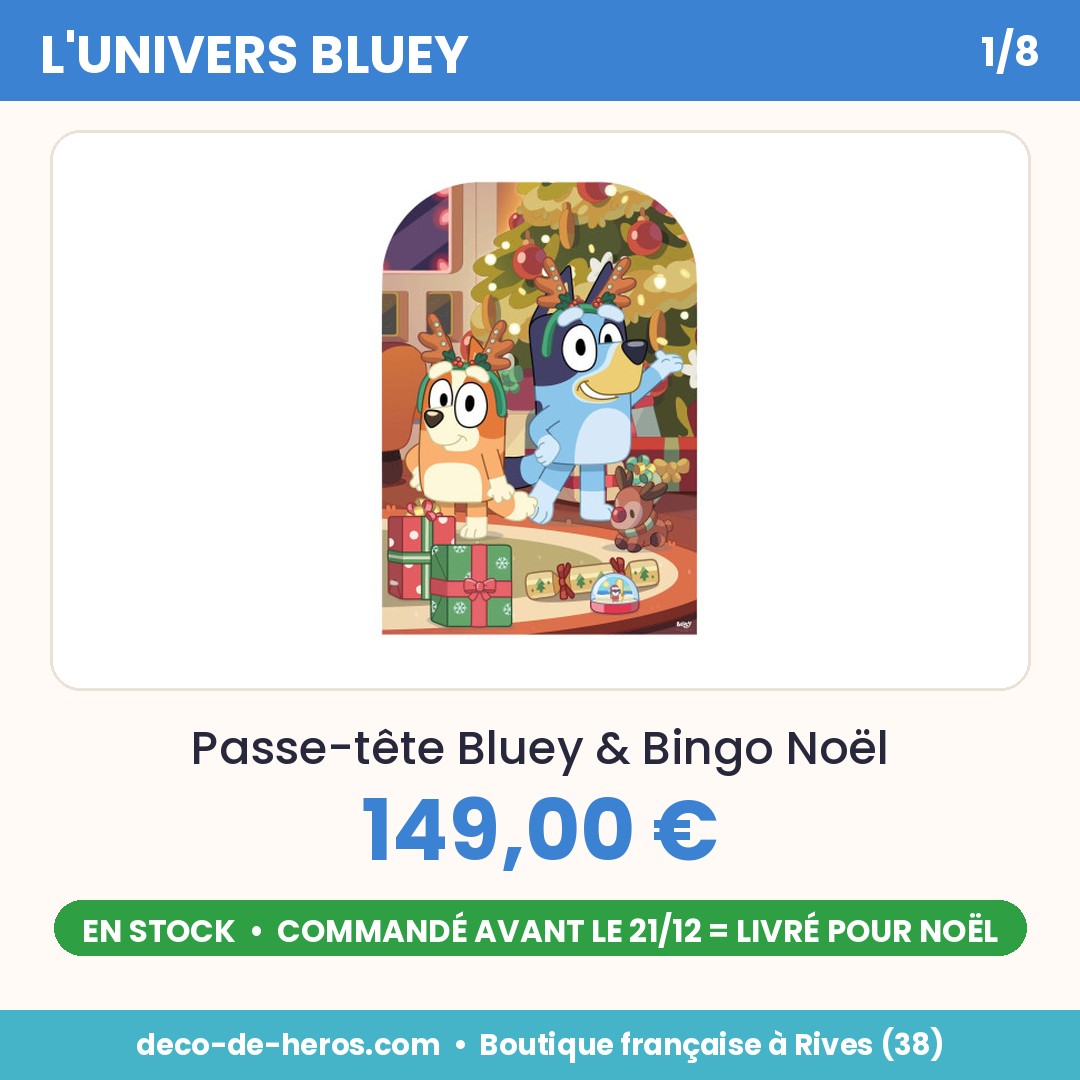 L'UNIVERS BLUEY
1/8
Passe-tête Bluey & Bingo Noël
149,00 €
EN STOCK • COMMANDÉ AVANT LE 21/12 = LIVRÉ POUR NOËL
deco-de-heros.com • Boutique française à Rives (38)